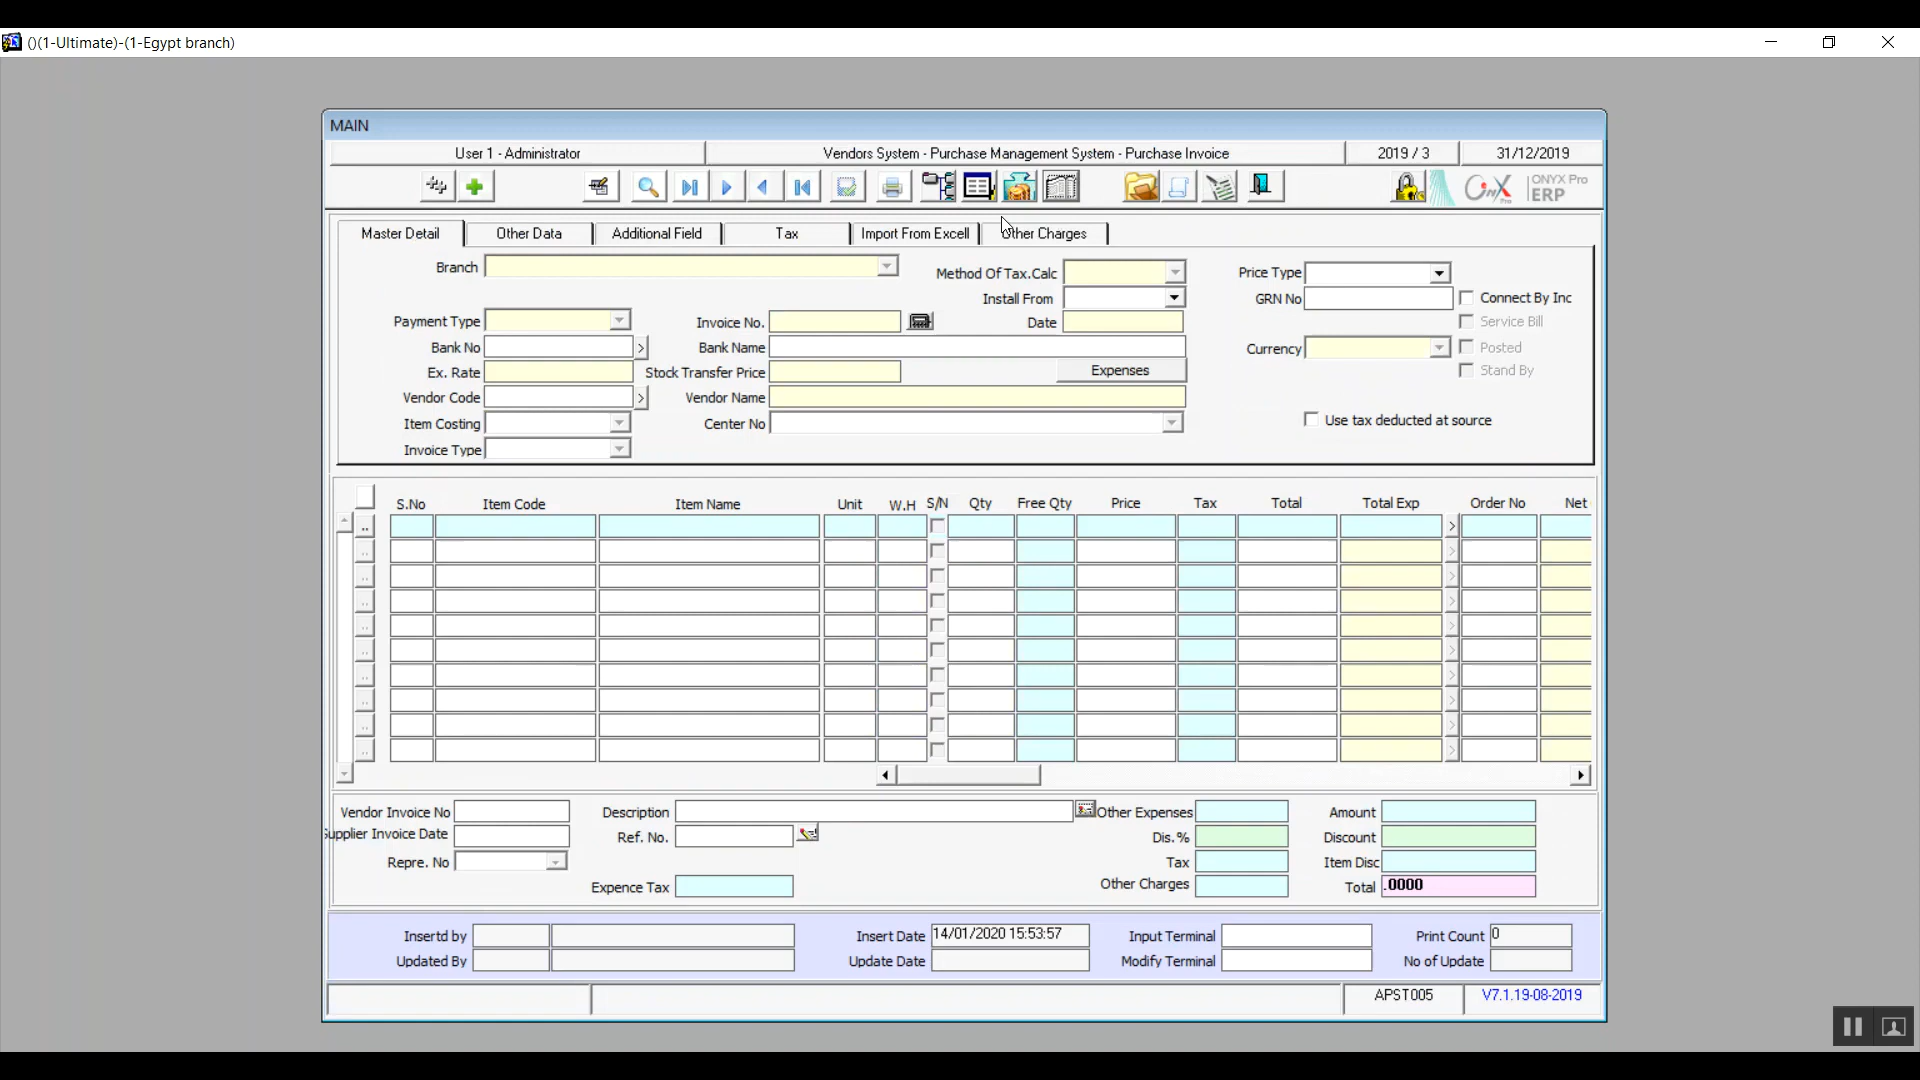 ()(1-Ultimate)-(1-Egypt branch)
MAIN
User 1 - Administrator
Vendors System - Purchase Management System - Purchase Invoice
2019 / 3
31/12/2019
ONYX Pro
ERP
Master Detail
Other Data
Additional Field
Tax
Import From Excell
Other Charges
Branch
Method Of Tax.Calc
Price Type
Install From
GRN No
Connect By Inc
Payment Type
Invoice No.
Date
Service Bill
Bank No
Bank Name
Currency
Posted
Ex. Rate
Stock Transfer Price
Expenses
Stand By
Vendor Code
Vendor Name
Item Costing
Center No
Use tax deducted at source
Invoice Type
S.No
Item Code
Item Name
Unit
W.H
S/N
Qty
Free Qty
Price
Tax
Total
Total Exp
Order No
Net
Vendor Invoice No
Description
Other Expenses
Amount
Supplier Invoice Date
Ref. No.
Dis.%
Discount
Repre. No
Tax
Item Disc
Expence Tax
Other Charges
Total
.0000
Insertd by
Insert Date
14/01/2020 15:53:57
Input Terminal
Print Count
0
Updated By
Update Date
Modify Terminal
No of Update
APST005
V7.1.19-08-2019